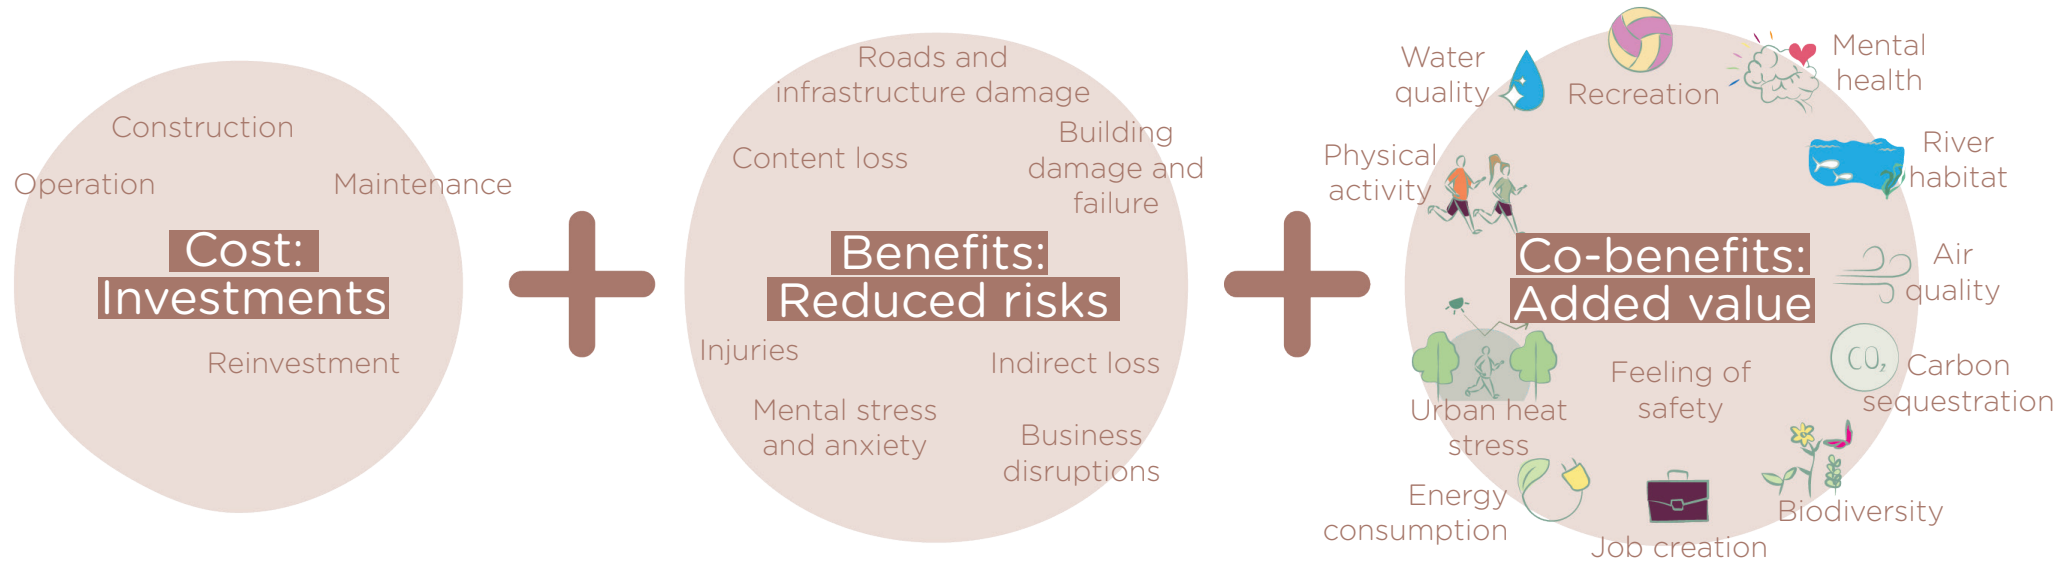 Construction
Operation
Maintenance
Cost:
Investments
Reinvestment
Roads and
infrastructure damage
Content loss
Building
damage and
failure
Benefits:
Reduced risks
Injuries
Indirect loss
Mental stress
and anxiety
Business
disruptions
Water
quality
Recreation
Mental
health
Physical
activity
River
habitat
Co-benefits:
Added value
Air
quality
Urban heat
stress
Feeling of
safety
CO₂
Carbon
sequestration
Energy
consumption
Job creation
Biodiversity